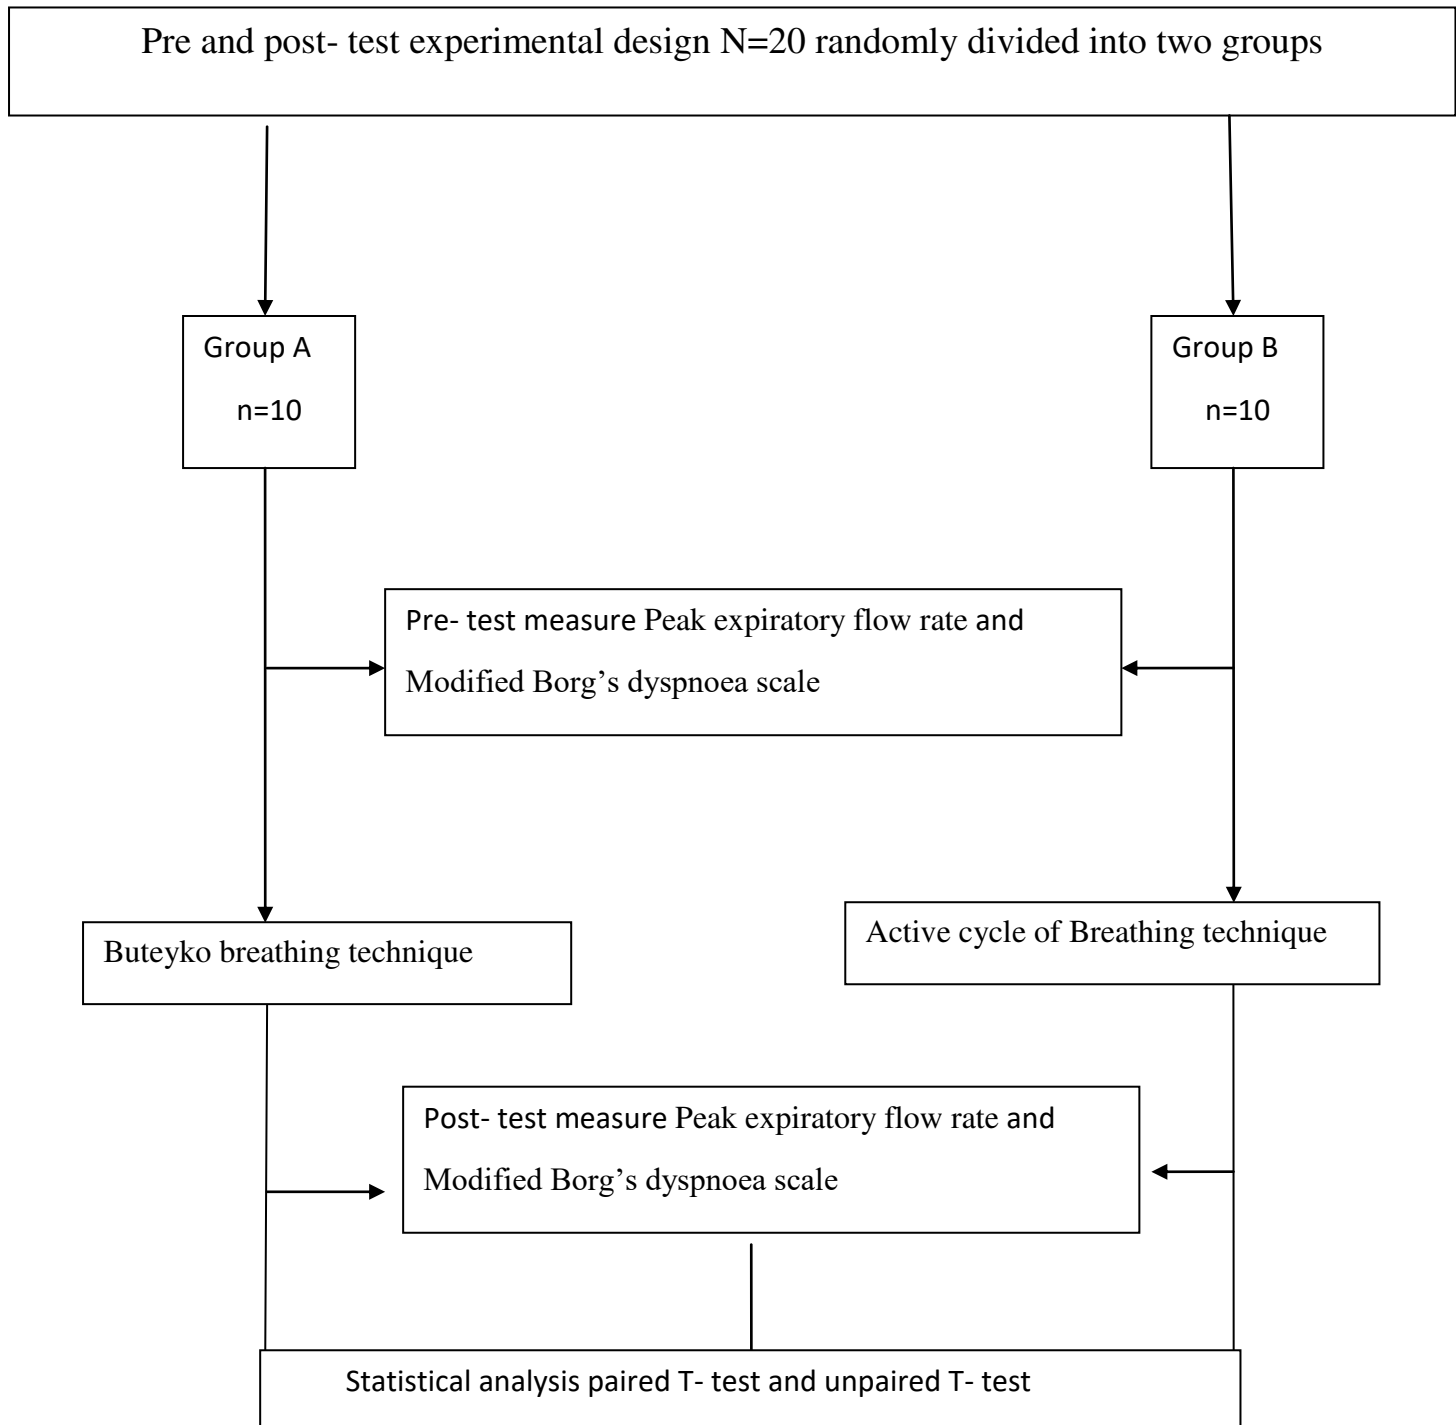 Pre and post- test experimental design N=20 randomly divided into two groups
Group A
n=10
Group B
n=10
Pre- test measure Peak expiratory flow rate and
Modified Borg’s dyspnoea scale
Buteyko breathing technique
Active cycle of Breathing technique
Post- test measure Peak expiratory flow rate and
Modified Borg’s dyspnoea scale
Statistical analysis paired T- test and unpaired T- test